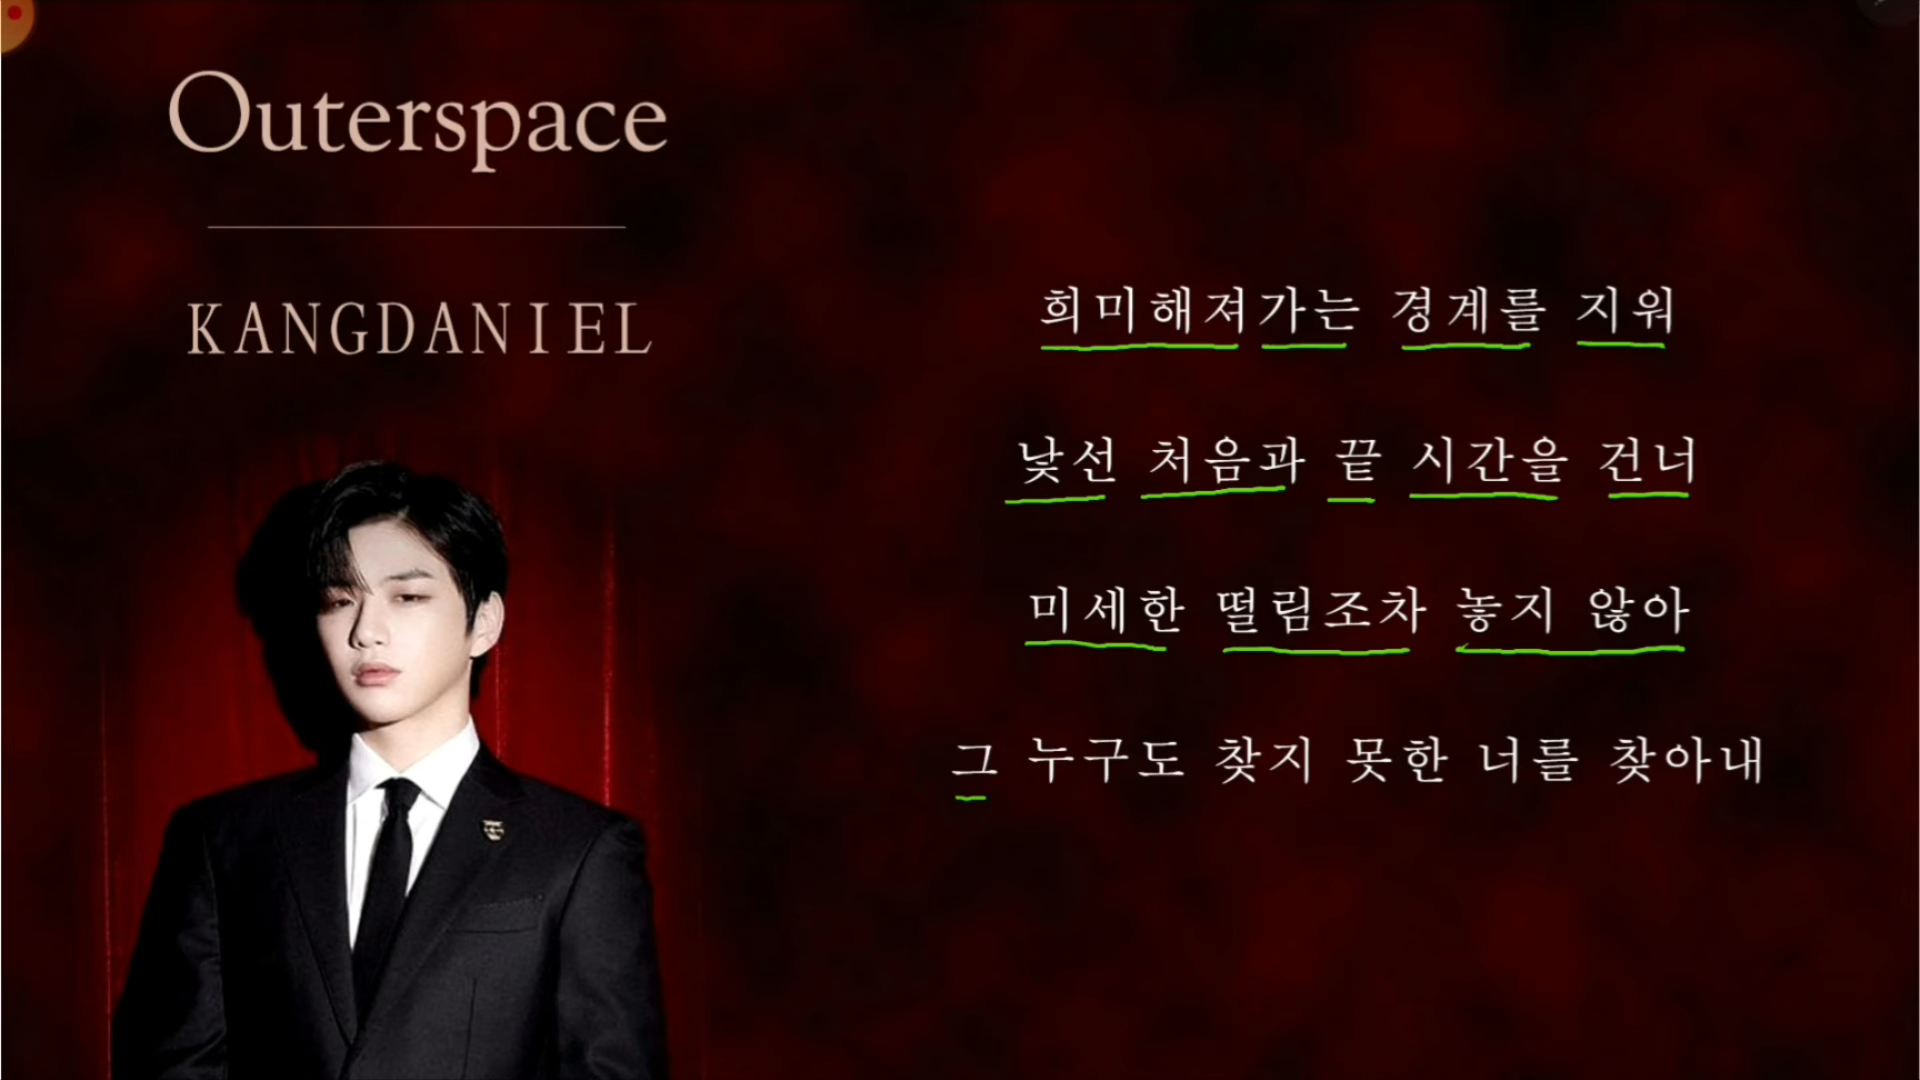 Outerspace
KANGDANIEL
희미해져가는 경계를 지워
낯선 처음과 끝 시간을 건너
미세한 떨림조차 놓지 않아
그 누구도 찾지 못한 너를 찾아내